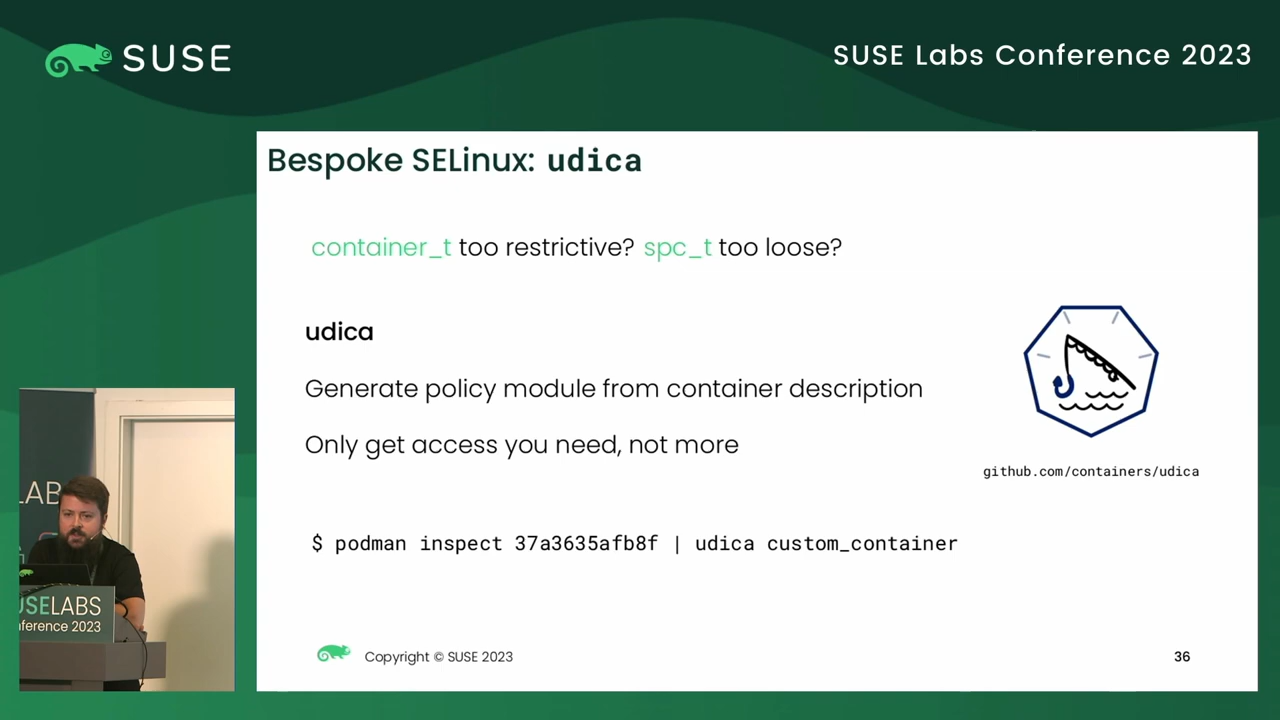 SUSE
SUSE Labs Conference 2023
Bespoke SELinux: udica
container_t too restrictive? spc_t too loose?
udica
Generate policy module from container description
Only get access you need, not more
github.com/containers/udica
$ podman inspect 37a3635afb8f | udica custom_container
LAB
USELABS
nference 2023
Copyright © SUSE 2023
36